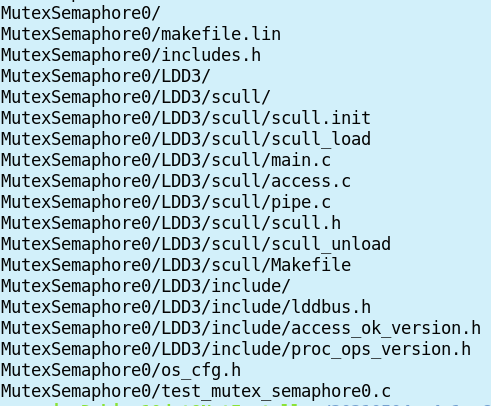 MutexSemaphore0/
MutexSemaphore0/makefile.lin
MutexSemaphore0/includes.h
MutexSemaphore0/LDD3/
MutexSemaphore0/LDD3/scull/
MutexSemaphore0/LDD3/scull/scull.init
MutexSemaphore0/LDD3/scull/scull_load
MutexSemaphore0/LDD3/scull/main.c
MutexSemaphore0/LDD3/scull/access.c
MutexSemaphore0/LDD3/scull/pipe.c
MutexSemaphore0/LDD3/scull/scull.h
MutexSemaphore0/LDD3/scull/scull_unload
MutexSemaphore0/LDD3/scull/Makefile
MutexSemaphore0/LDD3/include/
MutexSemaphore0/LDD3/include/lddbus.h
MutexSemaphore0/LDD3/include/access_ok_version.h
MutexSemaphore0/LDD3/include/proc_ops_version.h
MutexSemaphore0/os_cfg.h
MutexSemaphore0/test_mutex_semaphore0.c